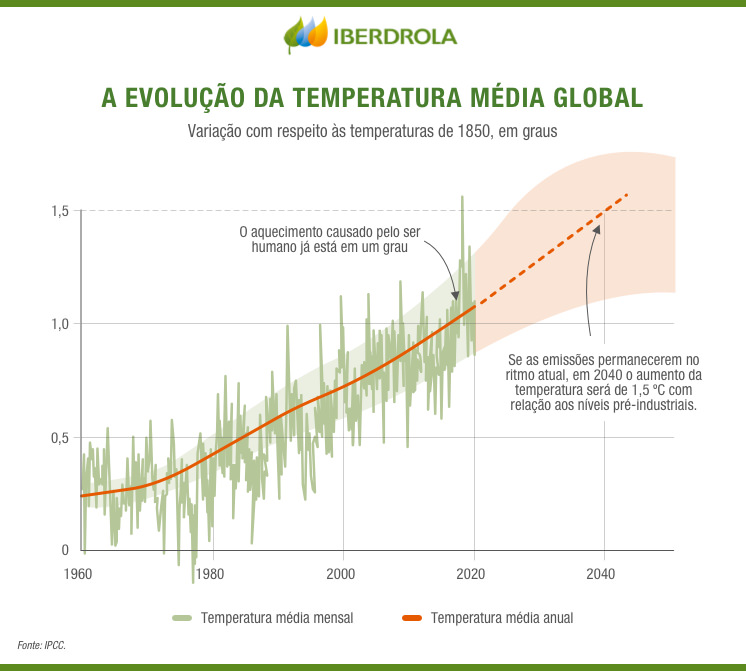 IBERDROLA
A EVOLUÇÃO DA TEMPERATURA MÉDIA GLOBAL
Variação com respeito às temperaturas de 1850, em graus
1,5
O aquecimento causado pelo ser
humano já está em um grau
1,0
Se as emissões permanecerem no
ritmo atual, em 2040 o aumento da
temperatura será de 1,5 ºC com
relação aos níveis pré-industriais.
0,5
0
1960
1980
2000
2020
2040
Temperatura média mensal
Temperatura média anual
Fonte: IPCC.